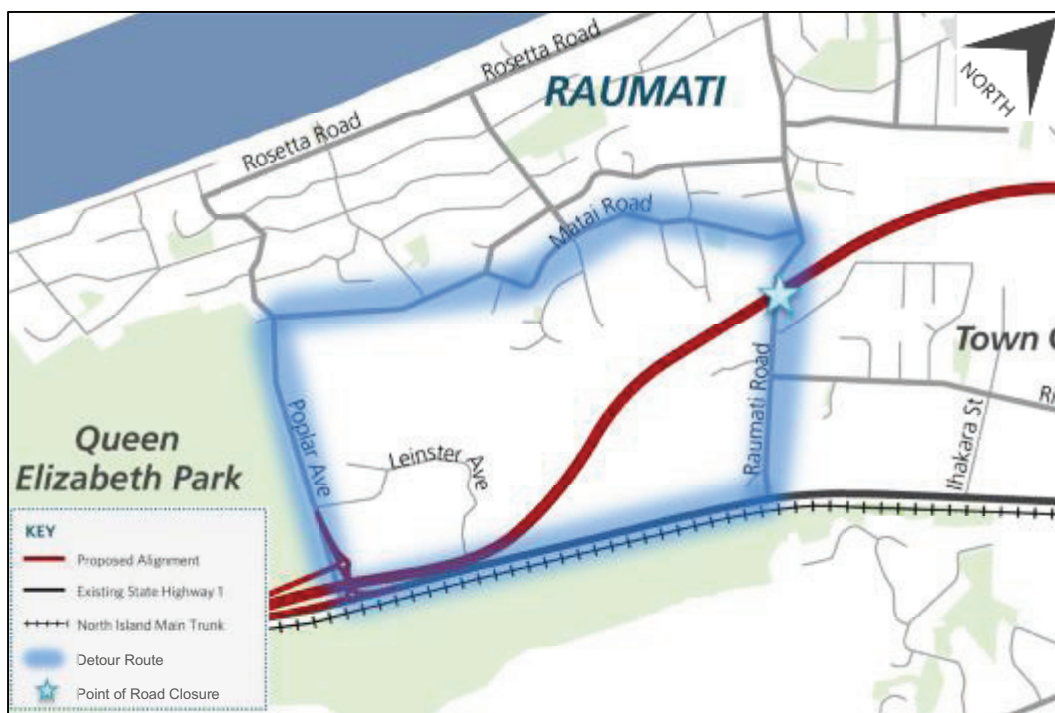 Rosetta Road
Rosetta Road
RAUMATI
NORTH
Matai Road
Town
Raumati Road
Poplar Ave
Leinster Ave
Ihakara St
Queen
Elizabeth Park
KEY
Proposed Alignment
Existing State Highway 1
North Island Main Trunk
Detour Route
Point of Road Closure